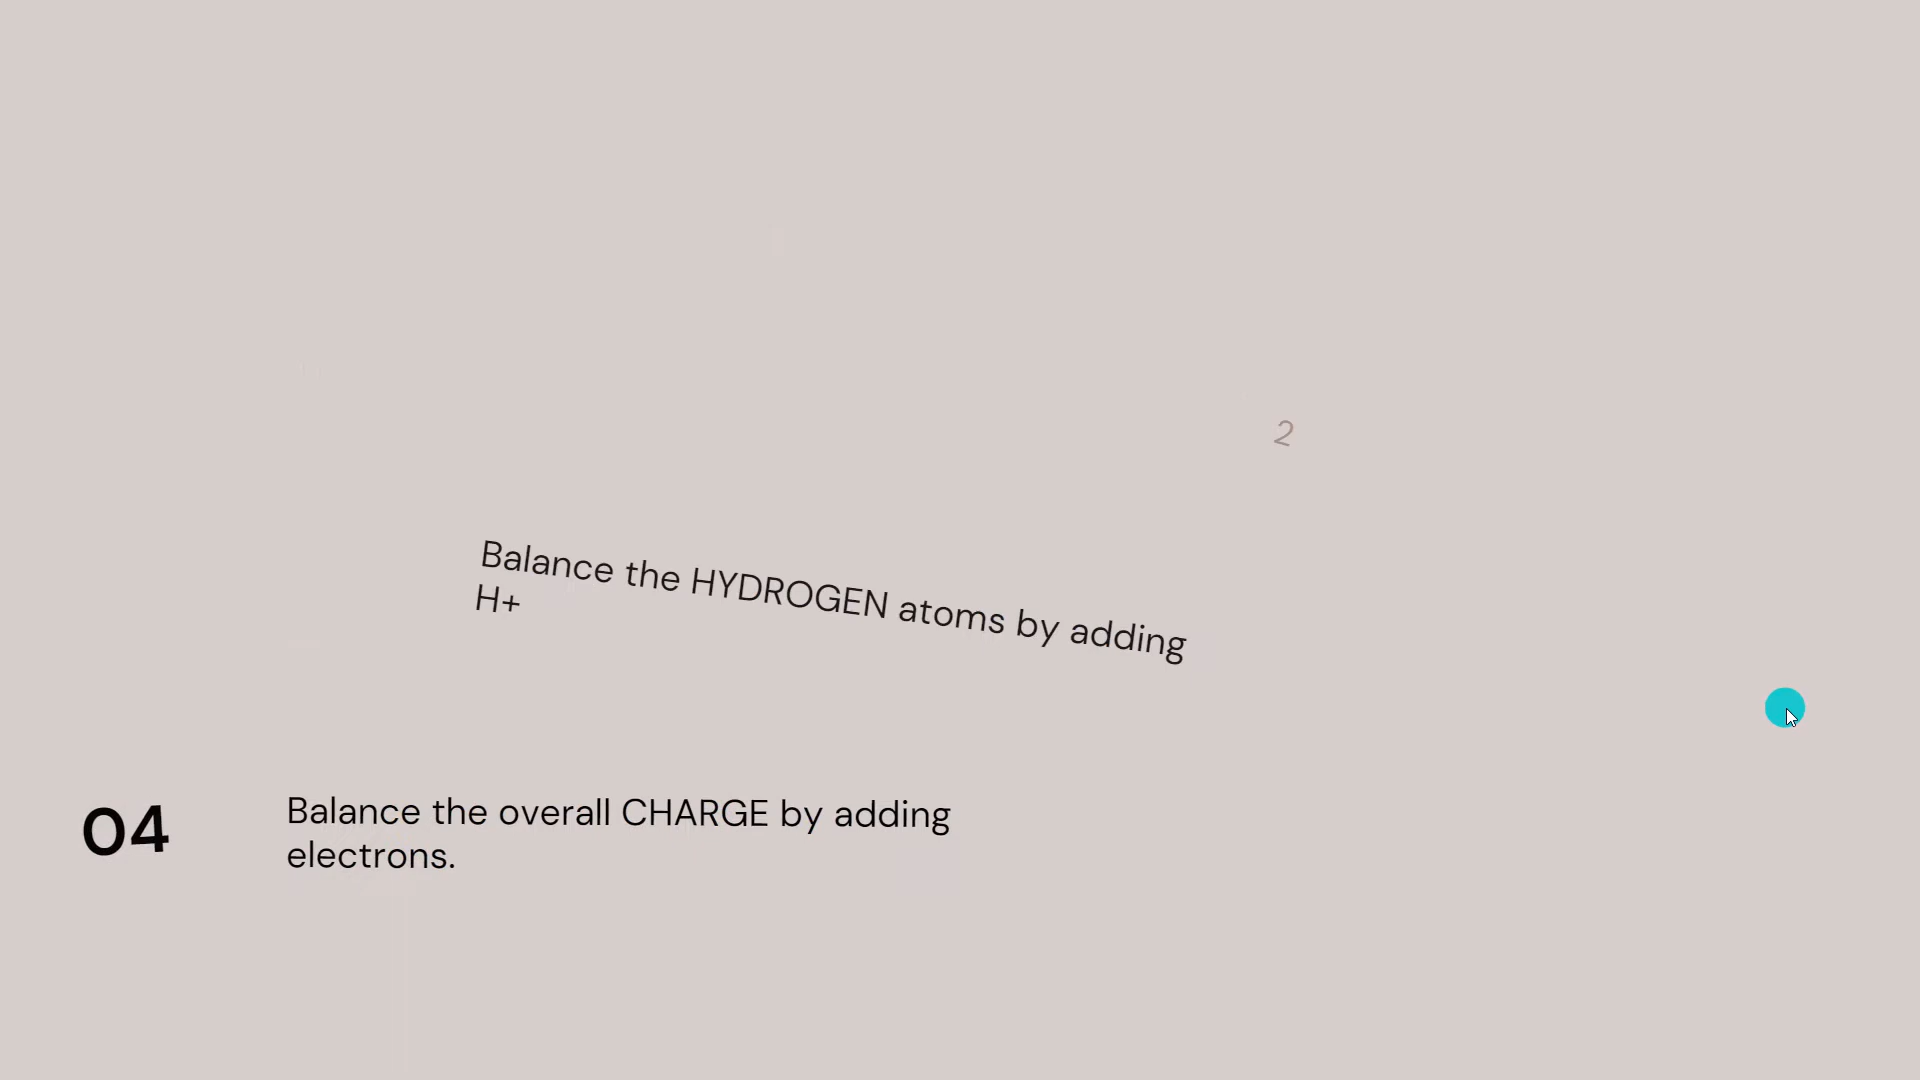 2
Balance the HYDROGEN atoms by adding
H+
04
Balance the overall CHARGE by adding
electrons.